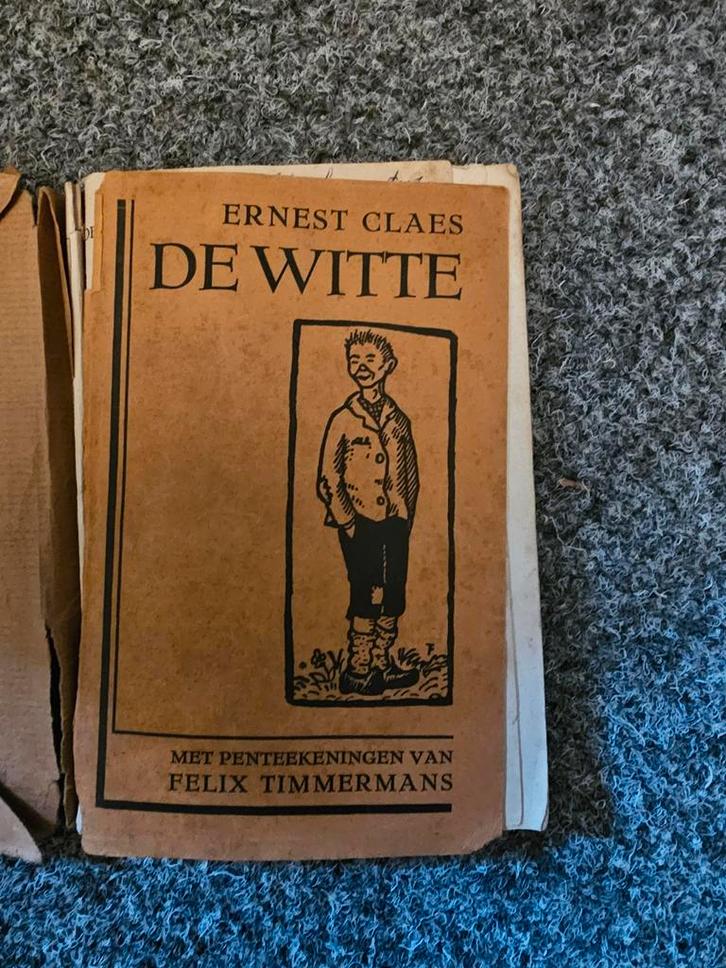 ERNEST CLAES
DE WITTE
MET PENTEEKENINGEN VAN
FELIX TIMMERMANS